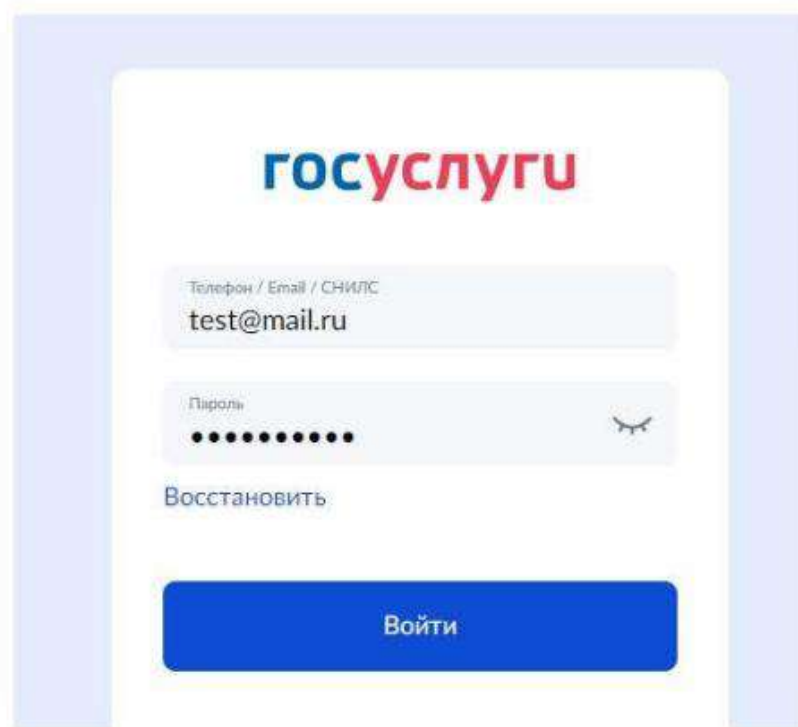 госуслуги
Телефон / Email / СНИЛС
test@mail.ru
Пароль
••••••••••
Восстановить
Войти